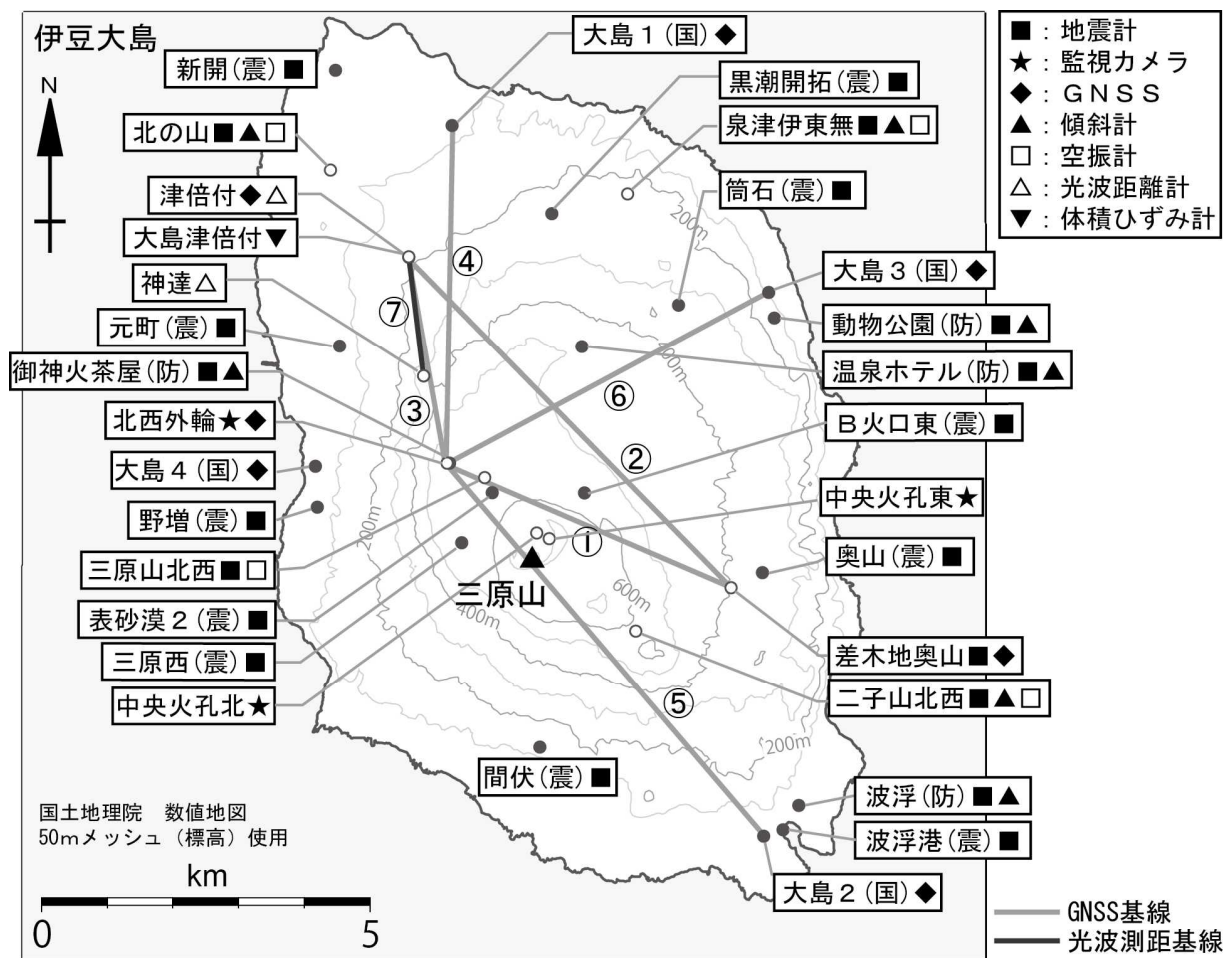 伊豆大島
N
大島1(国)◆
新開(震)■
黒潮開拓(震)■
北の山■▲□
泉津伊東無■▲□
津倍付◆△
筒石(震)■
大島津倍付▼
大島3(国)◆
神達△
動物公園(防)■▲
元町(震)■
温泉ホテル(防)■▲
御神火茶屋(防)■▲
北西外輪★◆
B火口東(震)■
大島4(国)◆
中央火孔東★
野増(震)■
三原山北西■□
奥山(震)■
表砂漠2(震)■
三原西(震)■
差木地奥山■◆
中央火孔北★
二子山北西■▲□
間伏(震)■
波浮(防)■▲
波浮港(震)■
大島2(国)◆
▲
三原山
①
②
③
④
⑤
⑥
⑦
200m
400m
200m
600m
400m
200m
■:地震計
★:監視カメラ
◆:GNSS
▲:傾斜計
□:空振計
△:光波距離計
▼:体積ひずみ計
国土地理院 数値地図
50mメッシュ(標高)使用
km
0 5
GNSS基線
光波測距基線